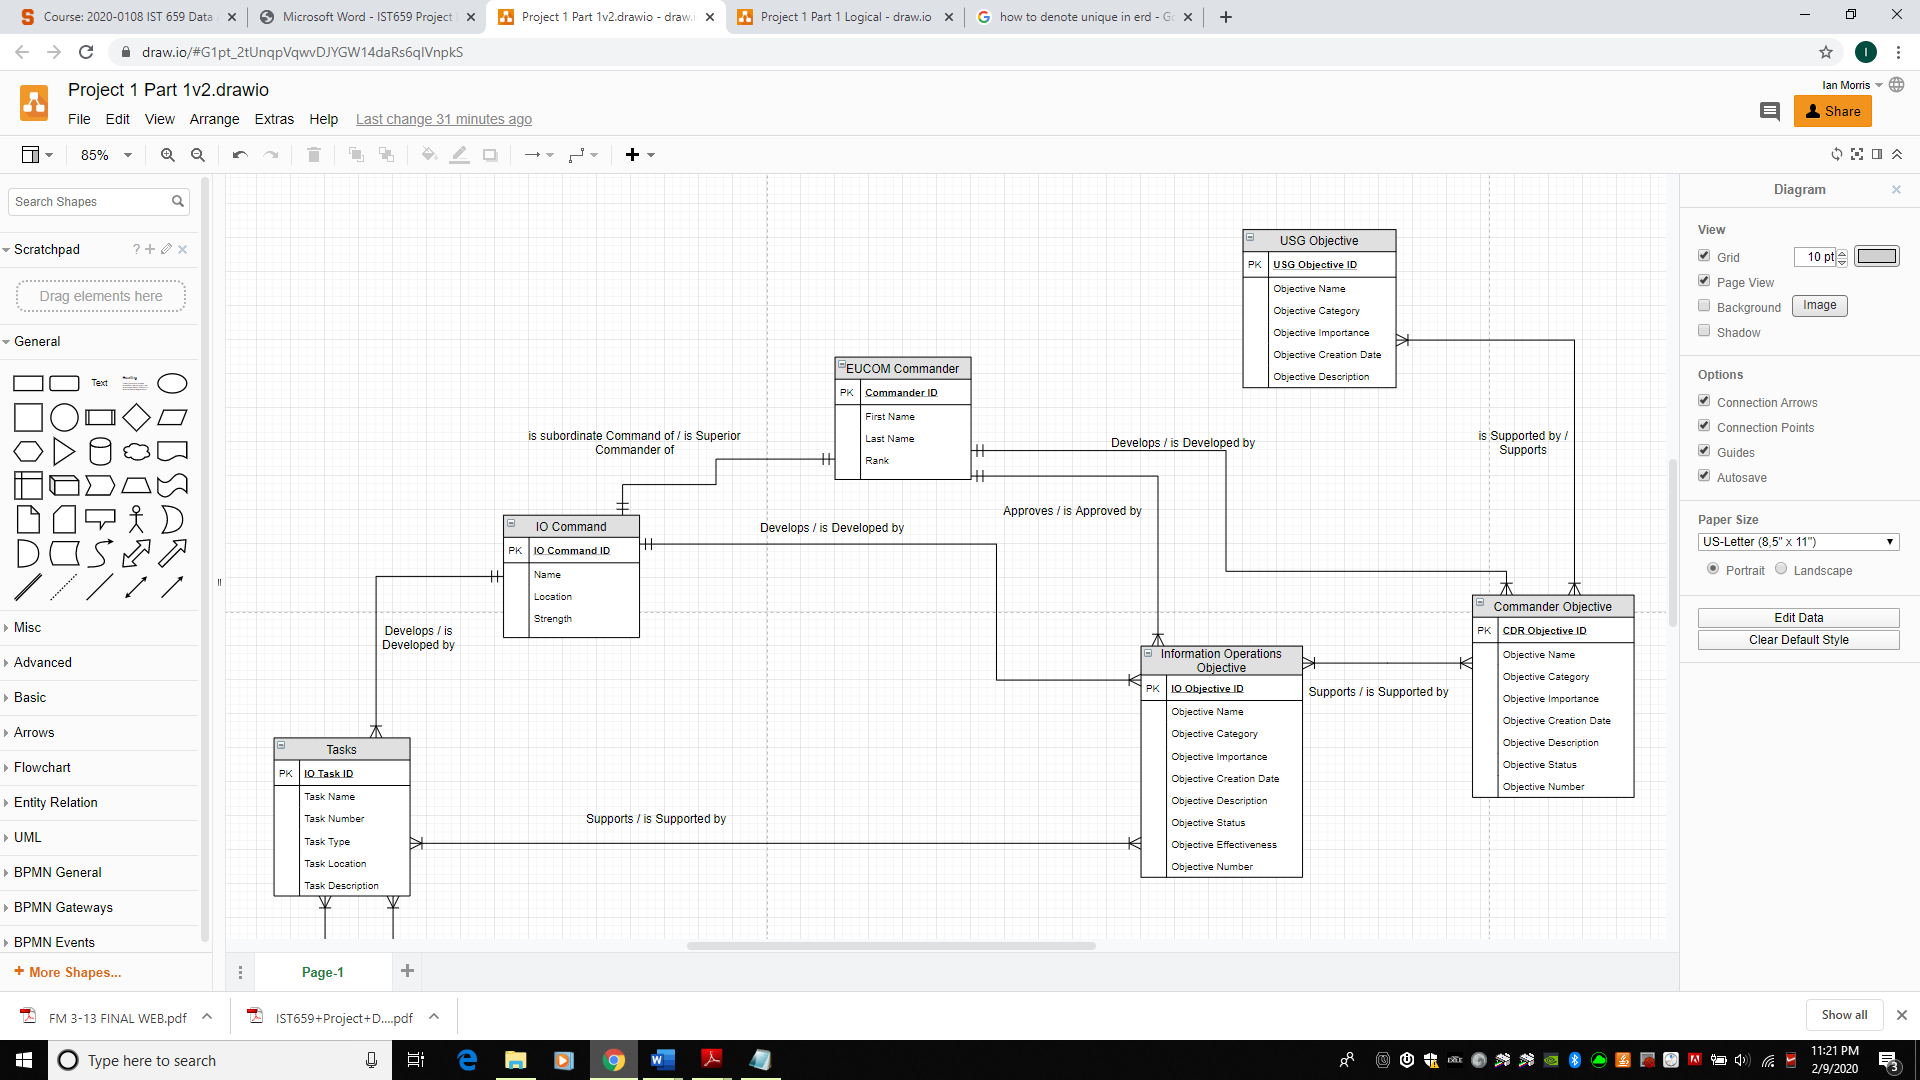 Course: 2020-0108 IST 659 Data
Microsoft Word - IST659 Project
Project 1 Part 1v2.drawio - draw.i
Project 1 Part 1 Logical - draw.io
how to denote unique in erd - Go
draw.io/#G1pt_2tUnqpVqwvDJYGW14daRs6qIVnpkS
I
Project 1 Part 1v2.drawio
File Edit View Arrange Extras Help Last change 31 minutes ago
Ian Morris
Share
85%
Search Shapes
Scratchpad
?
Drag elements here
General
Text
Heading
Misc
Advanced
Basic
Arrows
Flowchart
Entity Relation
UML
BPMN General
BPMN Gateways
BPMN Events
+ More Shapes...
USG Objective
PK USG Objective ID
Objective Name
Objective Category
Objective Importance
Objective Creation Date
Objective Description
EUCOM Commander
PK Commander ID
First Name
Last Name
Rank
is subordinate Command of / is Superior
Commander of
Develops / is Developed by
is Supported by /
Supports
Approves / is Approved by
Develops / is Developed by
IO Command
PK IO Command ID
Name
Location
Strength
Develops / is
Developed by
Commander Objective
PK CDR Objective ID
Objective Name
Objective Category
Objective Importance
Objective Creation Date
Objective Description
Objective Status
Objective Number
Information Operations
Objective
PK IO Objective ID
Objective Name
Objective Category
Objective Importance
Objective Creation Date
Objective Description
Objective Status
Objective Effectiveness
Objective Number
Supports / is Supported by
Tasks
PK IO Task ID
Task Name
Task Number
Task Type
Task Location
Task Description
Supports / is Supported by
Page-1
Diagram
View
Grid 10 pt
Page View
Background Image
Shadow
Options
Connection Arrows
Connection Points
Guides
Autosave
Paper Size
US-Letter (8,5" x 11")
Portrait Landscape
Edit Data
Clear Default Style
FM 3-13 FINAL WEB.pdf
IST659+Project+D....pdf
Show all
Type here to search
11:21 PM
2/9/2020
3